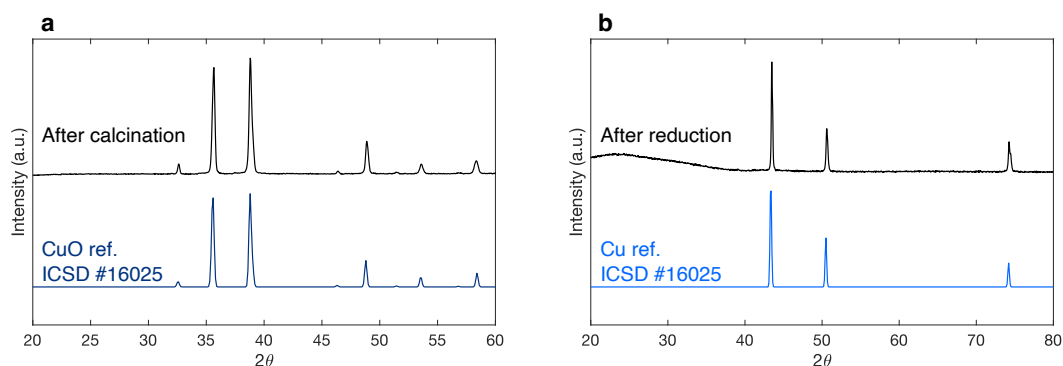 a
Intensity (a.u.)
After calcination
CuO ref.
ICSD #16025
20 25 30 35 40 45 50 55 60
2θ
b
Intensity (a.u.)
After reduction
Cu ref.
ICSD #16025
20 30 40 50 60 70 80
2θ